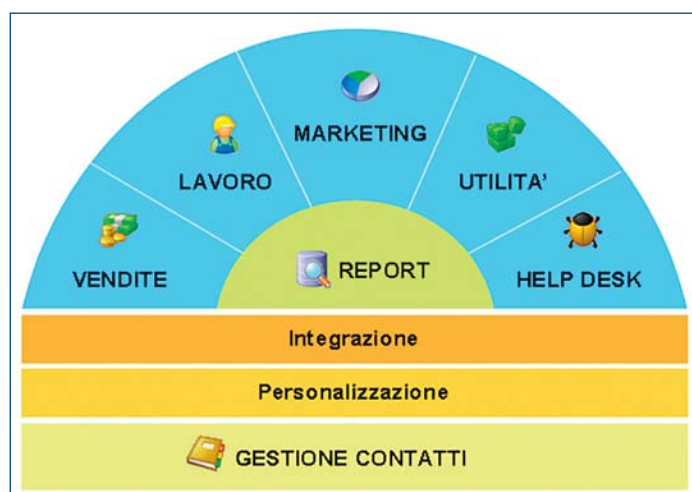 MARKETING
LAVORO
UTILITA'
VENDITE
REPORT
HELP DESK
Integrazione
Personalizzazione
GESTIONE CONTATTI